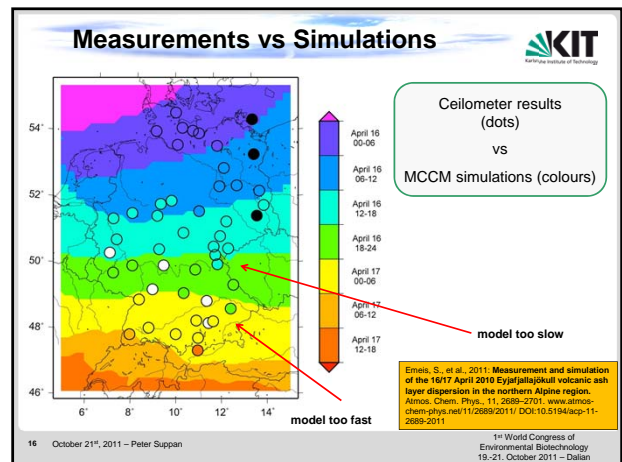 Measurements vs Simulations
KIT
Karlsruhe Institute of Technology
54°
52°
50°
48°
46°
6°
8°
10°
12°
14°
April 16
00-06
April 16
06-12
April 16
12-18
April 16
18-24
April 17
00-06
April 17
06-12
April 17
12-18
Ceilometer results
(dots)
vs
MCCM simulations (colours)
model too slow
model too fast
Emeis, S., et al., 2011: Measurement and simulation
of the 16/17 April 2010 Eyjafjallajökull volcanic ash
layer dispersion in the northern Alpine region.
Atmos. Chem. Phys., 11, 2689–2701. www.atmos-
chem-phys.net/11/2689/2011/ DOI:10.5194/acp-11-
2689-2011
16 October 21st, 2011 – Peter Suppan
1st World Congress of
Environmental Biotechnology
19.-21. October 2011 – Dalian